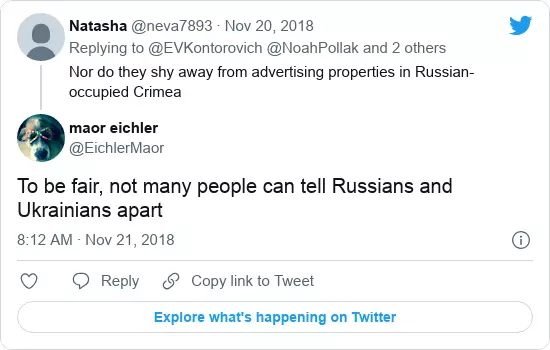 Natasha @neva7893 · Nov 20, 2018
Replying to @EVKontorovich @NoahPollak and 2 others
Nor do they shy away from advertising properties in Russian-
occupied Crimea
maor eichler
@EichlerMaor
To be fair, not many people can tell Russians and
Ukrainians apart
8:12 AM · Nov 21, 2018
Reply
Copy link to Tweet
Explore what's happening on Twitter